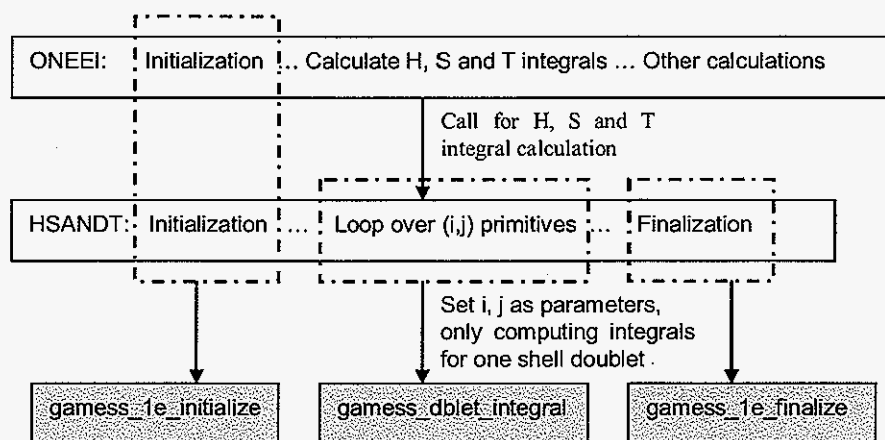 ONEEI: Initialization ... Calculate H, S and T integrals ... Other calculations
Call for H, S and T
integral calculation
HSANDT: Initialization ... Loop over (i,j) primitives ... Finalization
Set i, j as parameters,
only computing integrals
for one shell doublet.
gamess_1e_initialize gamess_dblet_integral gamess_1e_finalize